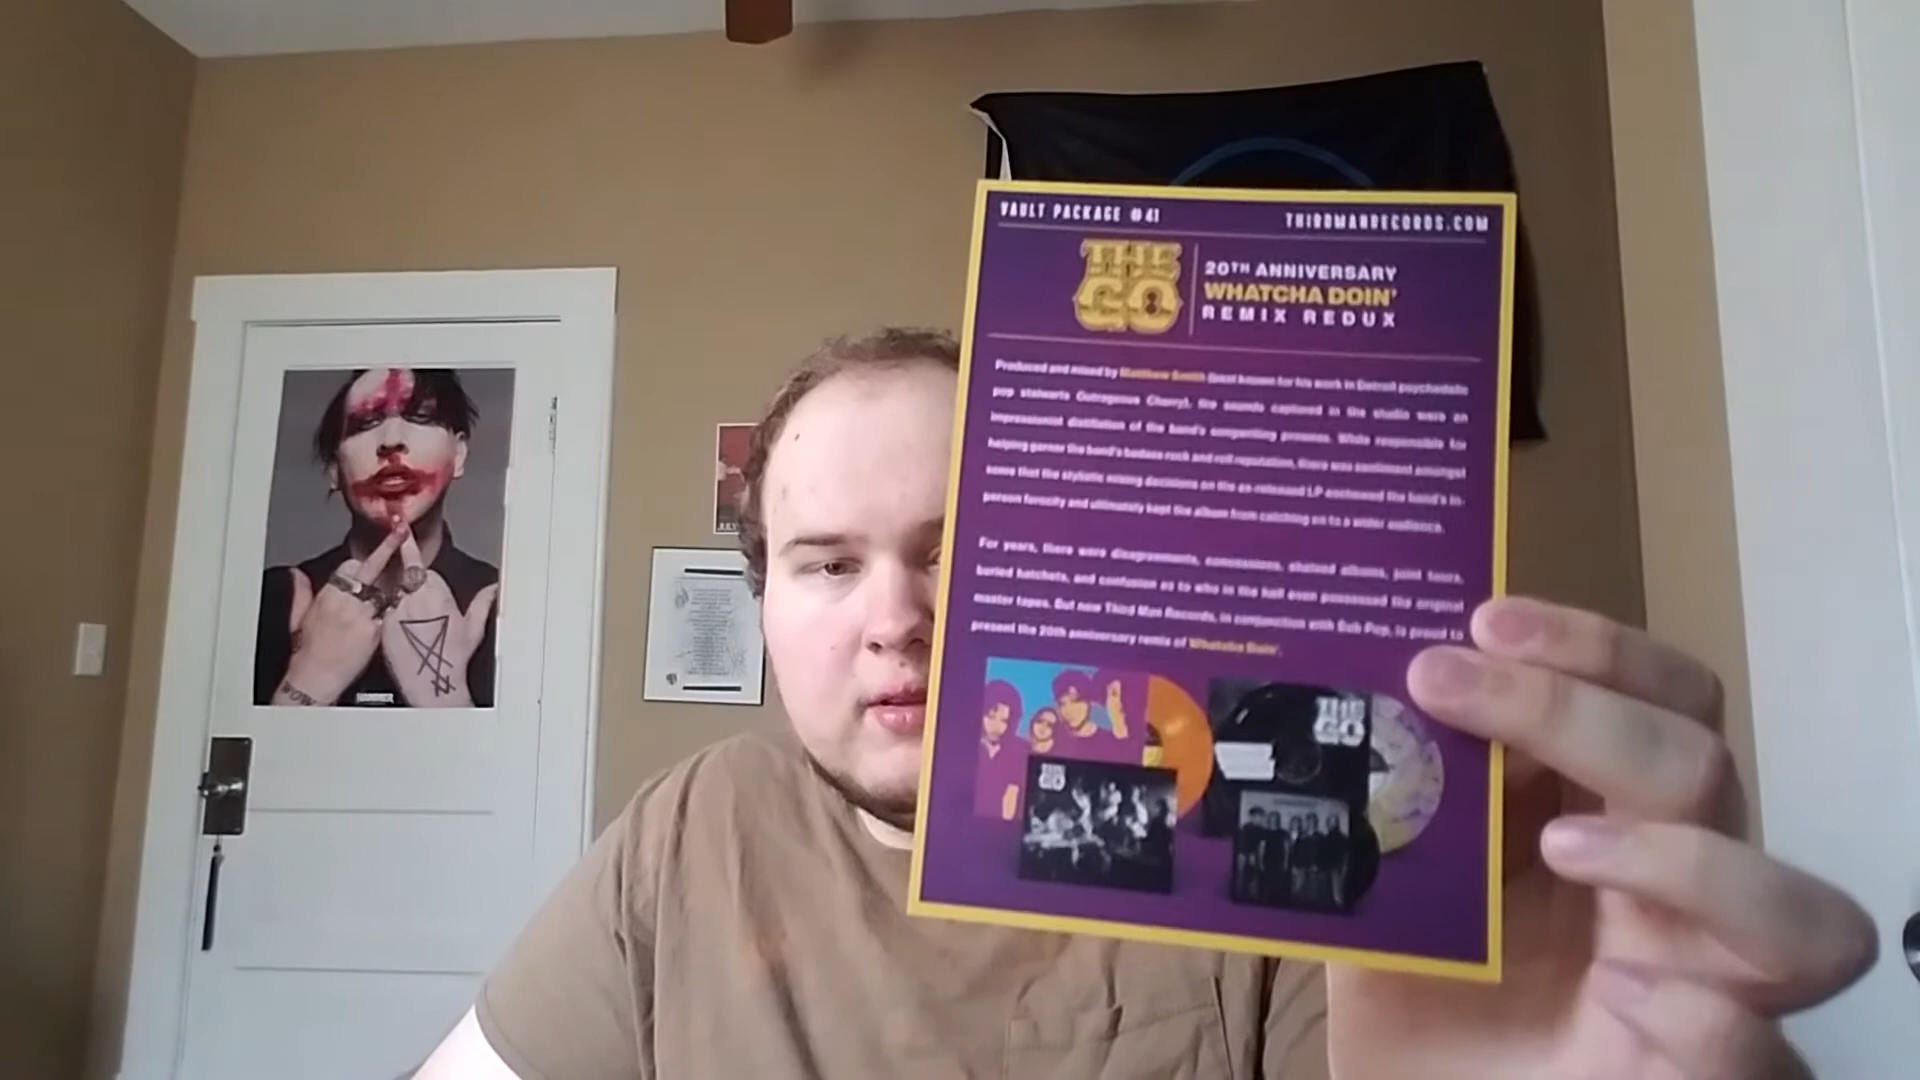 VAULT PACKAGE #41
THIRDMANRECORDS.COM
THE GO
20TH ANNIVERSARY
WHATCHA DOIN'
REMIX REDUX
Produced and mixed by Matthew Smith (best known for his work in Detroit psychedelic
pop stalwarts Outrageous Cherry), the sounds captured in the studio were an
impressionist distillation of the band's songwriting prowess. While responsible for
helping garner the band's badass rock and roll reputation, there was sentiment amongst
some that the stylistic mixing decisions on the as-released LP eschewed the band's in-
person ferocity and ultimately kept the album from catching on to a wider audience.
For years, there were disagreements, concessions, shelved albums, joint tours,
buried hatchets, and confusion as to who in the hell even possessed the original
master tapes. But now Third Man Records, in conjunction with Sub Pop, is proud to
present the 20th anniversary remix of Whatcha Doin'.
THE GO
THE GO
WOW
JULY